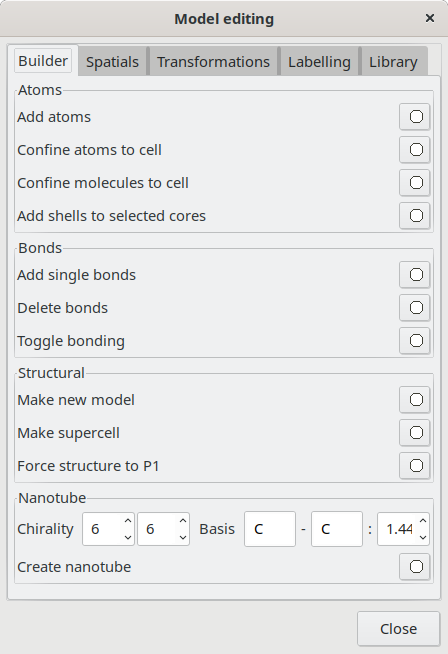 Model editing
Builder Spatials Transformations Labelling Library
Atoms
Add atoms
Confine atoms to cell
Confine molecules to cell
Add shells to selected cores
Bonds
Add single bonds
Delete bonds
Toggle bonding
Structural
Make new model
Make supercell
Force structure to P1
Nanotube
Chirality 6 6 Basis C - C : 1.44
Create nanotube
Close